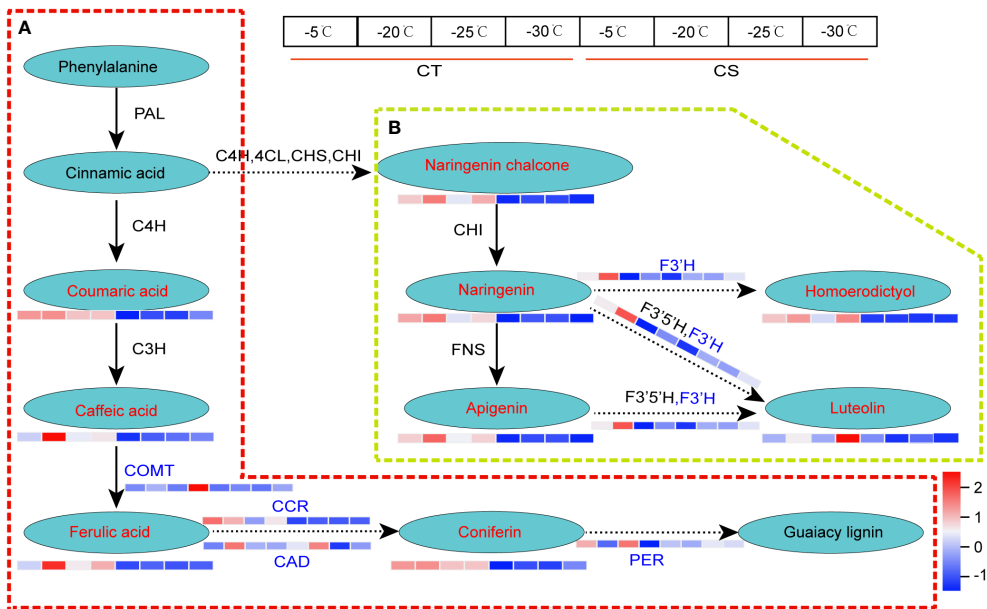 A
-5℃ -20℃ -25℃ -30℃ -5℃ -20℃ -25℃ -30℃
CT CS
Phenylalanine
PAL
B
C4H,4CL,CHS,CHI
Cinnamic acid
Naringenin chalcone
C4H
CHI
F3'H
Coumaric acid
Naringenin
Homoerodictyol
F3'5'H,F3'H
C3H
FNS
F3'5'H,F3'H
Caffeic acid
Apigenin
Luteolin
COMT
CCR
Ferulic acid
Coniferin
Guaiacy lignin
CAD
PER
2
1
0
-1